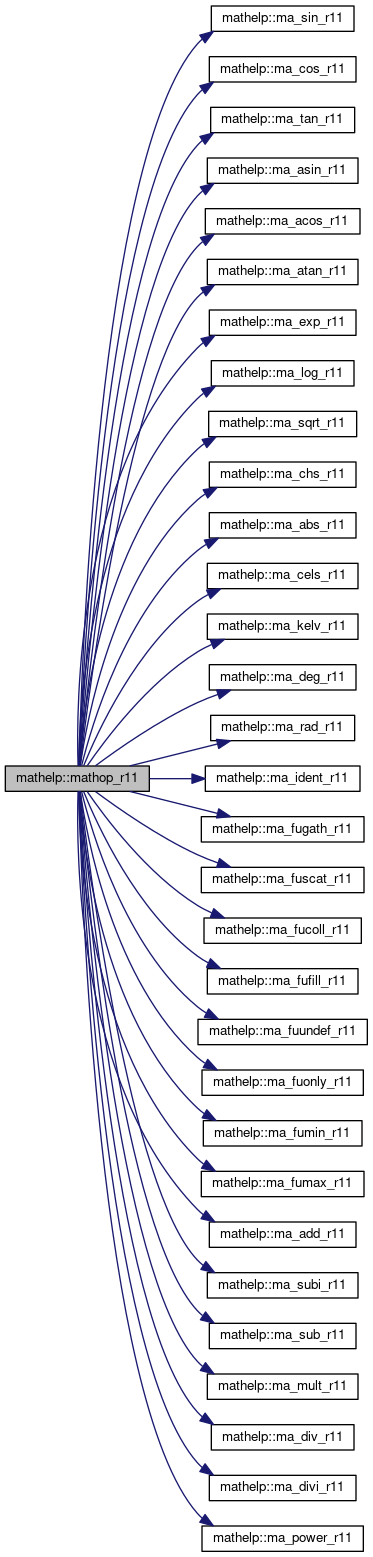 mathelp::ma_sin_r11
mathelp::ma_cos_r11
mathelp::ma_tan_r11
mathelp::ma_asin_r11
mathelp::ma_acos_r11
mathelp::ma_atan_r11
mathelp::ma_exp_r11
mathelp::ma_log_r11
mathelp::ma_sqrt_r11
mathelp::ma_chs_r11
mathelp::ma_abs_r11
mathelp::ma_cels_r11
mathelp::ma_kelv_r11
mathelp::ma_deg_r11
mathelp::ma_rad_r11
mathelp::mathop_r11
mathelp::ma_ident_r11
mathelp::ma_fugath_r11
mathelp::ma_fuscat_r11
mathelp::ma_fucoll_r11
mathelp::ma_fufill_r11
mathelp::ma_fuundef_r11
mathelp::ma_fuonly_r11
mathelp::ma_fumin_r11
mathelp::ma_fumax_r11
mathelp::ma_add_r11
mathelp::ma_subi_r11
mathelp::ma_sub_r11
mathelp::ma_mult_r11
mathelp::ma_div_r11
mathelp::ma_divi_r11
mathelp::ma_power_r11